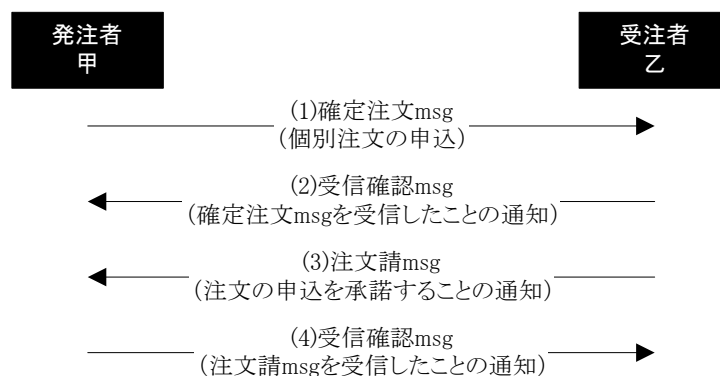 発注者
甲
受注者
乙
(1)確定注文msg
(個別注文の申込)
(2)受信確認msg
(確定注文msgを受信したことの通知)
(3)注文請msg
(注文の申込を承諾することの通知)
(4)受信確認msg
(注文請msgを受信したことの通知)